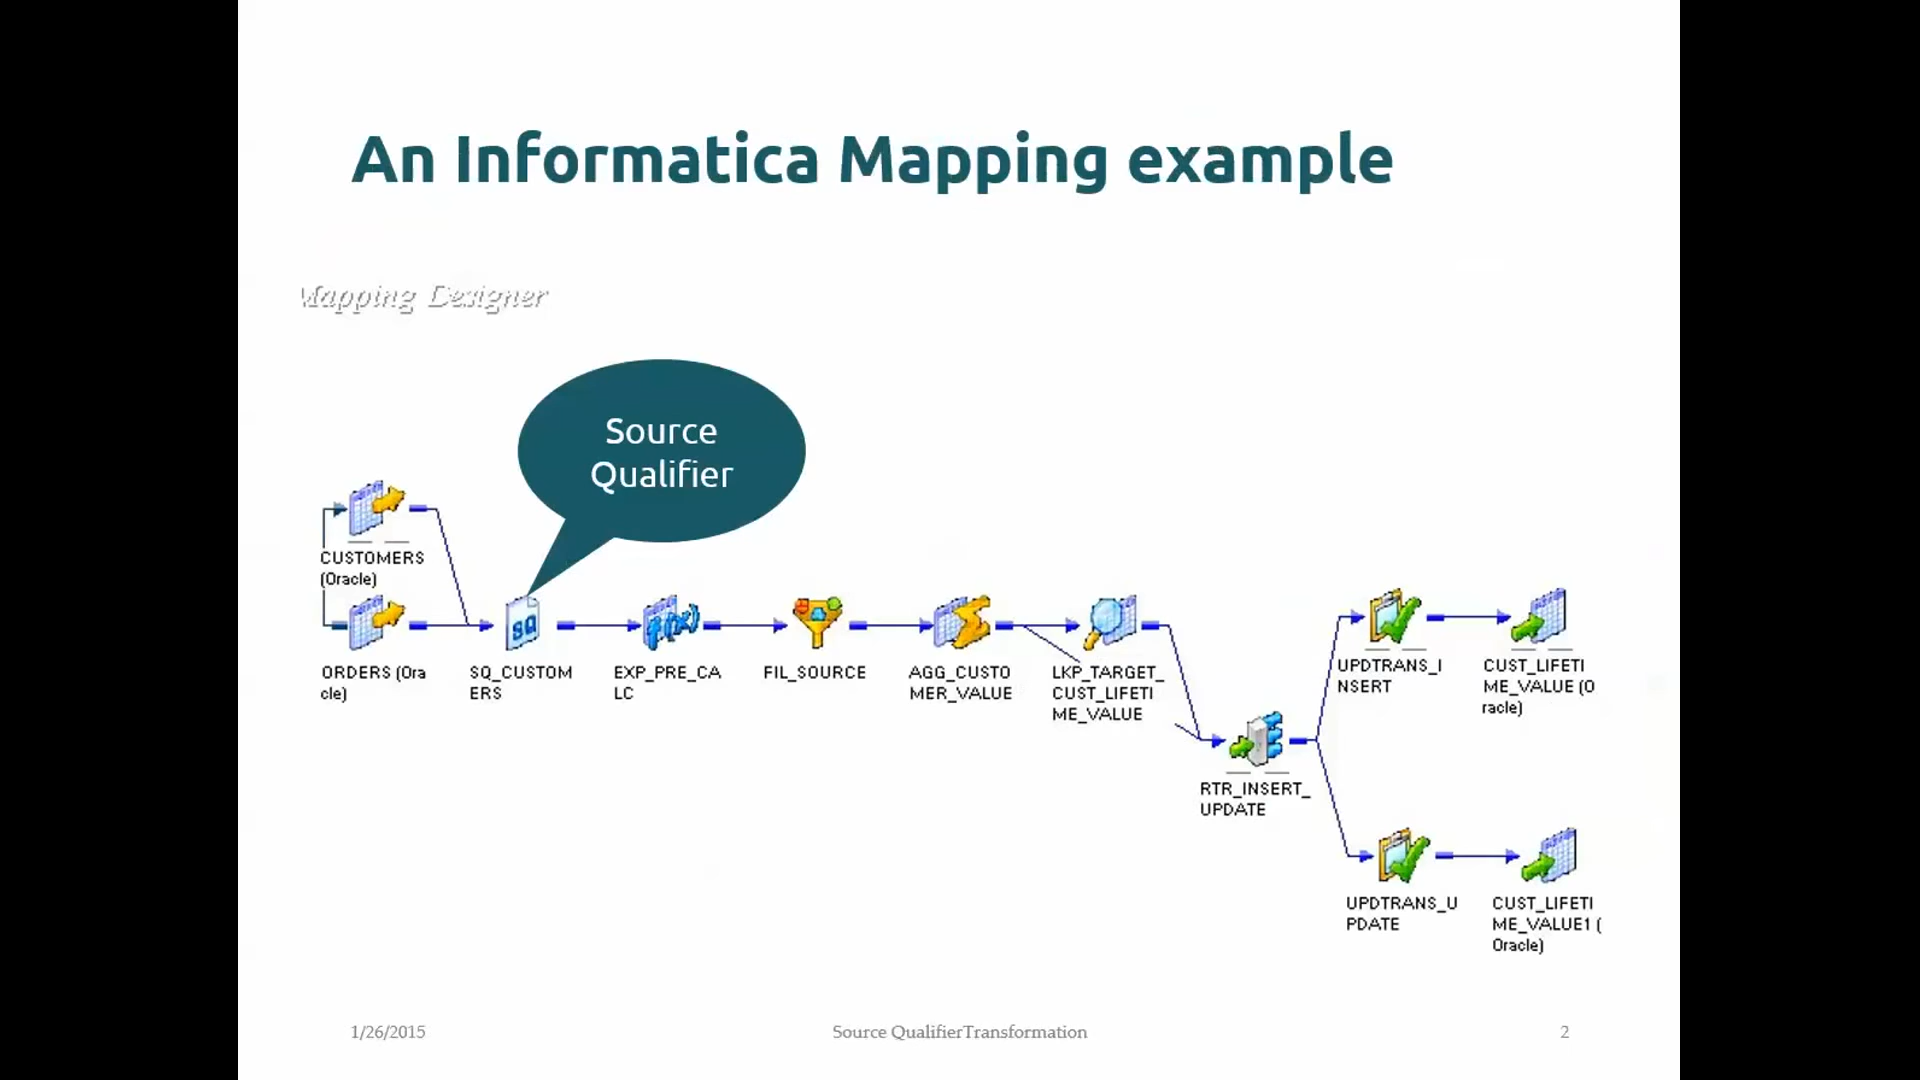 An Informatica Mapping example
Mapping Designer
Source
Qualifier
CUSTOMERS
(Oracle)
ORDERS (Ora
cle)
SQ_CUSTOM
ERS
EXP_PRE_CA
LC
FIL_SOURCE
AGG_CUSTO
MER_VALUE
LKP_TARGET_
CUST_LIFETI
ME_VALUE
RTR_INSERT_
UPDATE
UPDTRANS_I
NSERT
CUST_LIFETI
ME_VALUE (O
racle)
UPDTRANS_U
PDATE
CUST_LIFETI
ME_VALUE1 (
Oracle)
1/26/2015
Source QualifierTransformation
2